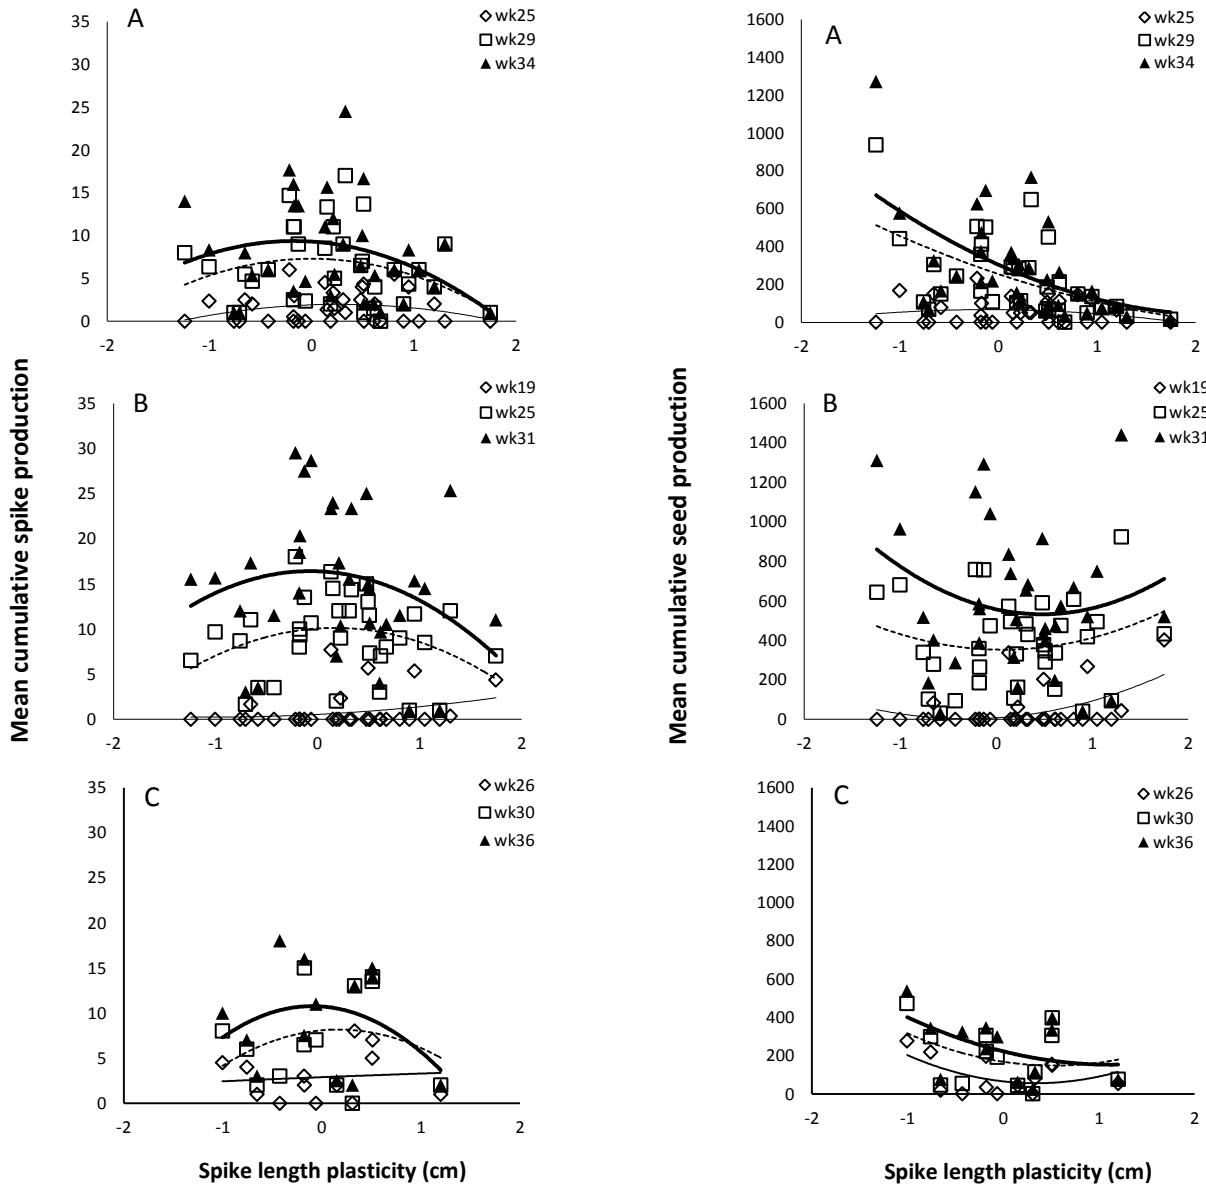 A
wk25
wk29
wk34
35
30
25
20
15
10
5
0
-2
-1
0
1
2
A
wk25
wk29
wk34
1600
1400
1200
1000
800
600
400
200
0
-2
-1
0
1
2
Mean cumulative spike production
B
wk19
wk25
wk31
35
30
25
20
15
10
5
0
-2
-1
0
1
2
Mean cumulative seed production
B
wk19
wk25
wk31
1600
1400
1200
1000
800
600
400
200
0
-2
-1
0
1
2
C
wk26
wk30
wk36
35
30
25
20
15
10
5
0
-2
-1
0
1
2
Spike length plasticity (cm)
C
wk26
wk30
wk36
1600
1400
1200
1000
800
600
400
200
0
-2
-1
0
1
2
Spike length plasticity (cm)